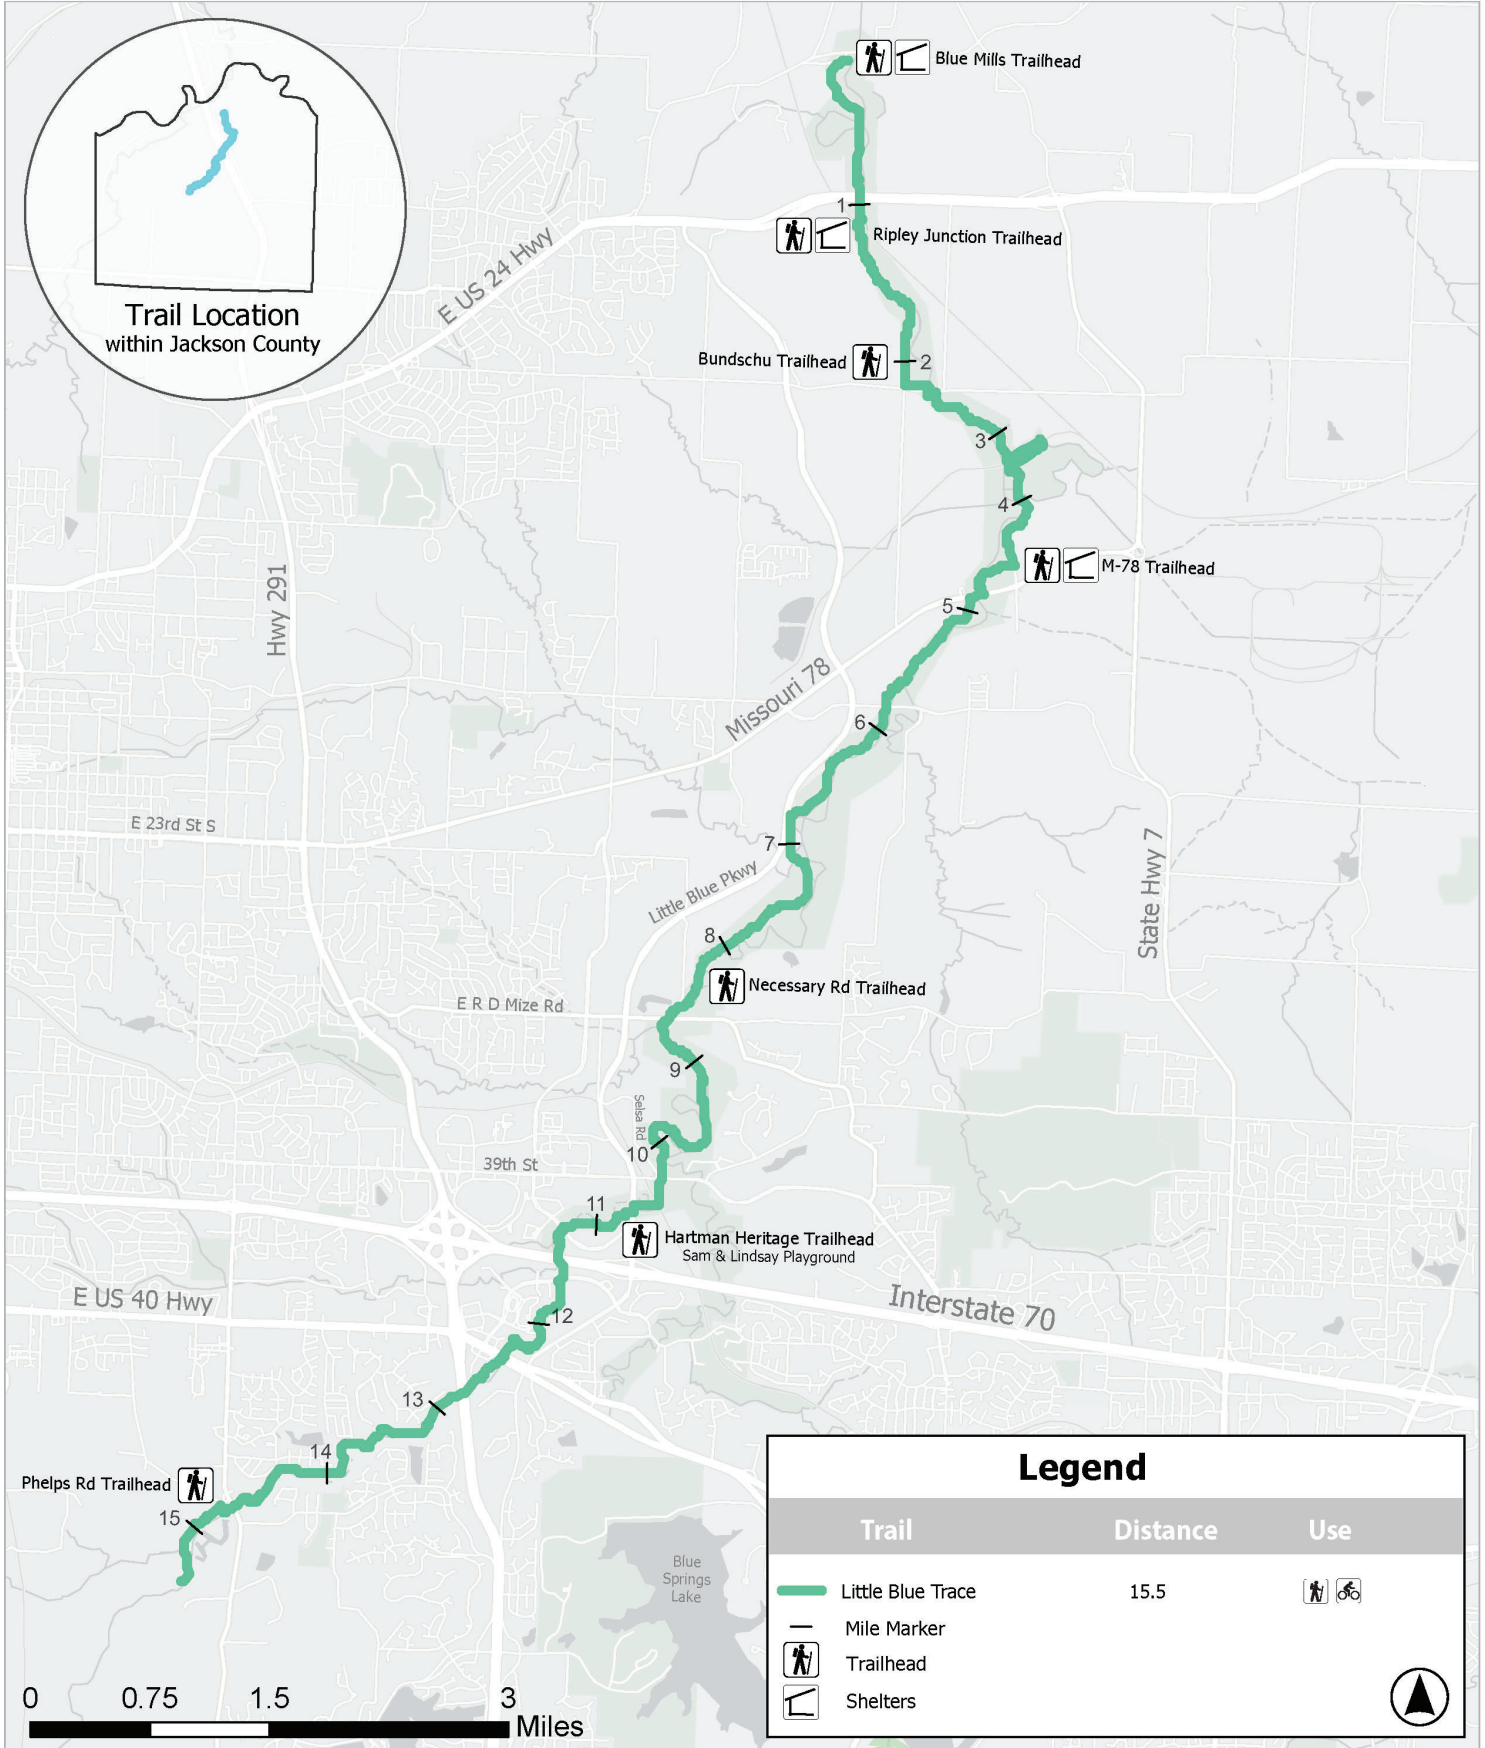 Blue Mills Trailhead
1
Ripley Junction Trailhead
E US 24 Hwy
Trail Location
within Jackson County
Bundschu Trailhead
2
3
4
Hwy 291
M-78 Trailhead
5
Missouri 78
6
E 23rd St S
7
Little Blue Pkwy
State Hwy 7
8
Necessary Rd Trailhead
E R D Mize Rd
9
Selsa Rd
10
39th St
11
Hartman Heritage Trailhead
Sam & Lindsay Playground
E US 40 Hwy
Interstate 70
12
13
14
Phelps Rd Trailhead
15
Blue
Springs
Lake
Legend
Trail Distance Use
Little Blue Trace 15.5
Mile Marker
Trailhead
Shelters
0 0.75 1.5 3
Miles